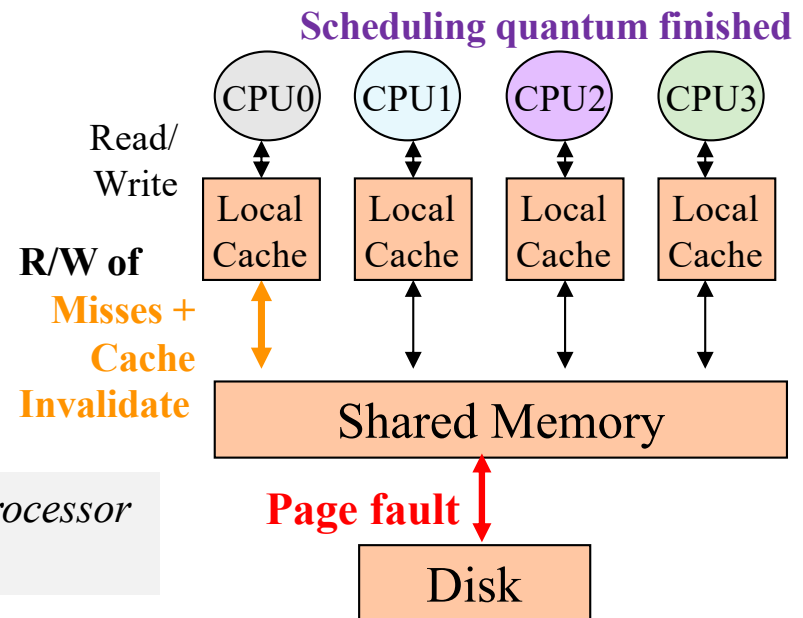 Scheduling quantum finished
CPU0 CPU1 CPU2 CPU3
Read/
Write
Local Local Local Local
Cache Cache Cache Cache
R/W of
Misses +
Cache
Invalidate
Shared Memory
Page fault
Disk